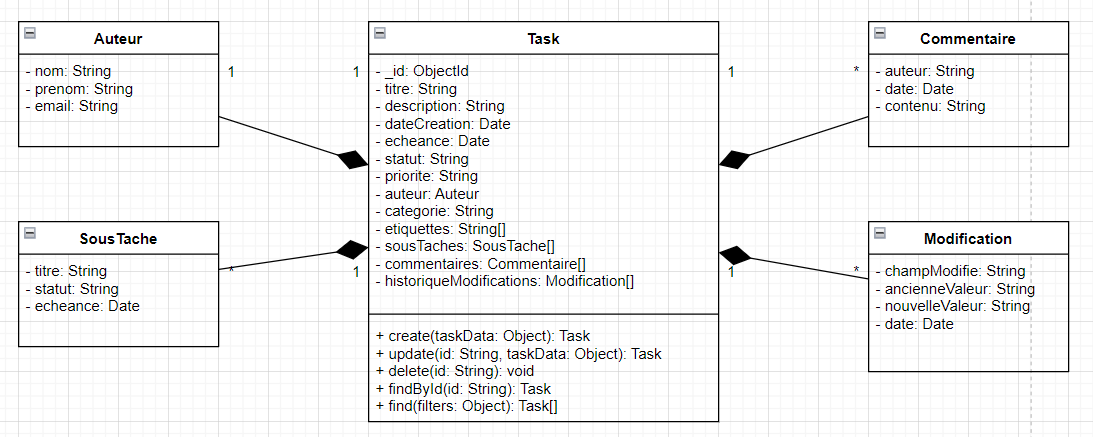 Auteur
- nom: String
- prenom: String
- email: String
1
1
Task
- _id: ObjectId
- titre: String
- description: String
- dateCreation: Date
- echeance: Date
- statut: String
- priorite: String
- auteur: Auteur
- categorie: String
- etiquettes: String[]
- sousTaches: SousTache[]
- commentaires: Commentaire[]
- historiqueModifications: Modification[]
+ create(taskData: Object): Task
+ update(id: String, taskData: Object): Task
+ delete(id: String): void
+ findById(id: String): Task
+ find(filters: Object): Task[]
1
*
Commentaire
- auteur: String
- date: Date
- contenu: String
SousTache
- titre: String
- statut: String
- echeance: Date
*
1
1
*
Modification
- champModifie: String
- ancienneValeur: String
- nouvelleValeur: String
- date: Date